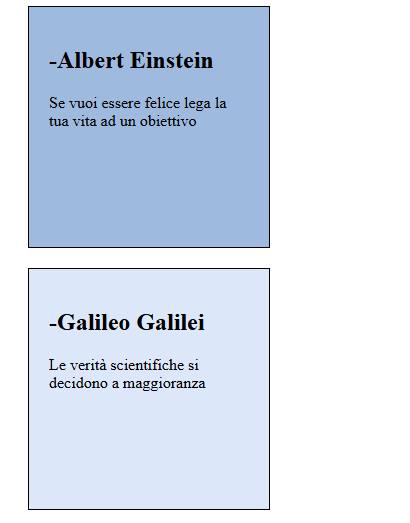 -Albert Einstein
Se vuoi essere felice lega la
tua vita ad un obiettivo
-Galileo Galilei
Le verità scientifiche si
decidono a maggioranza